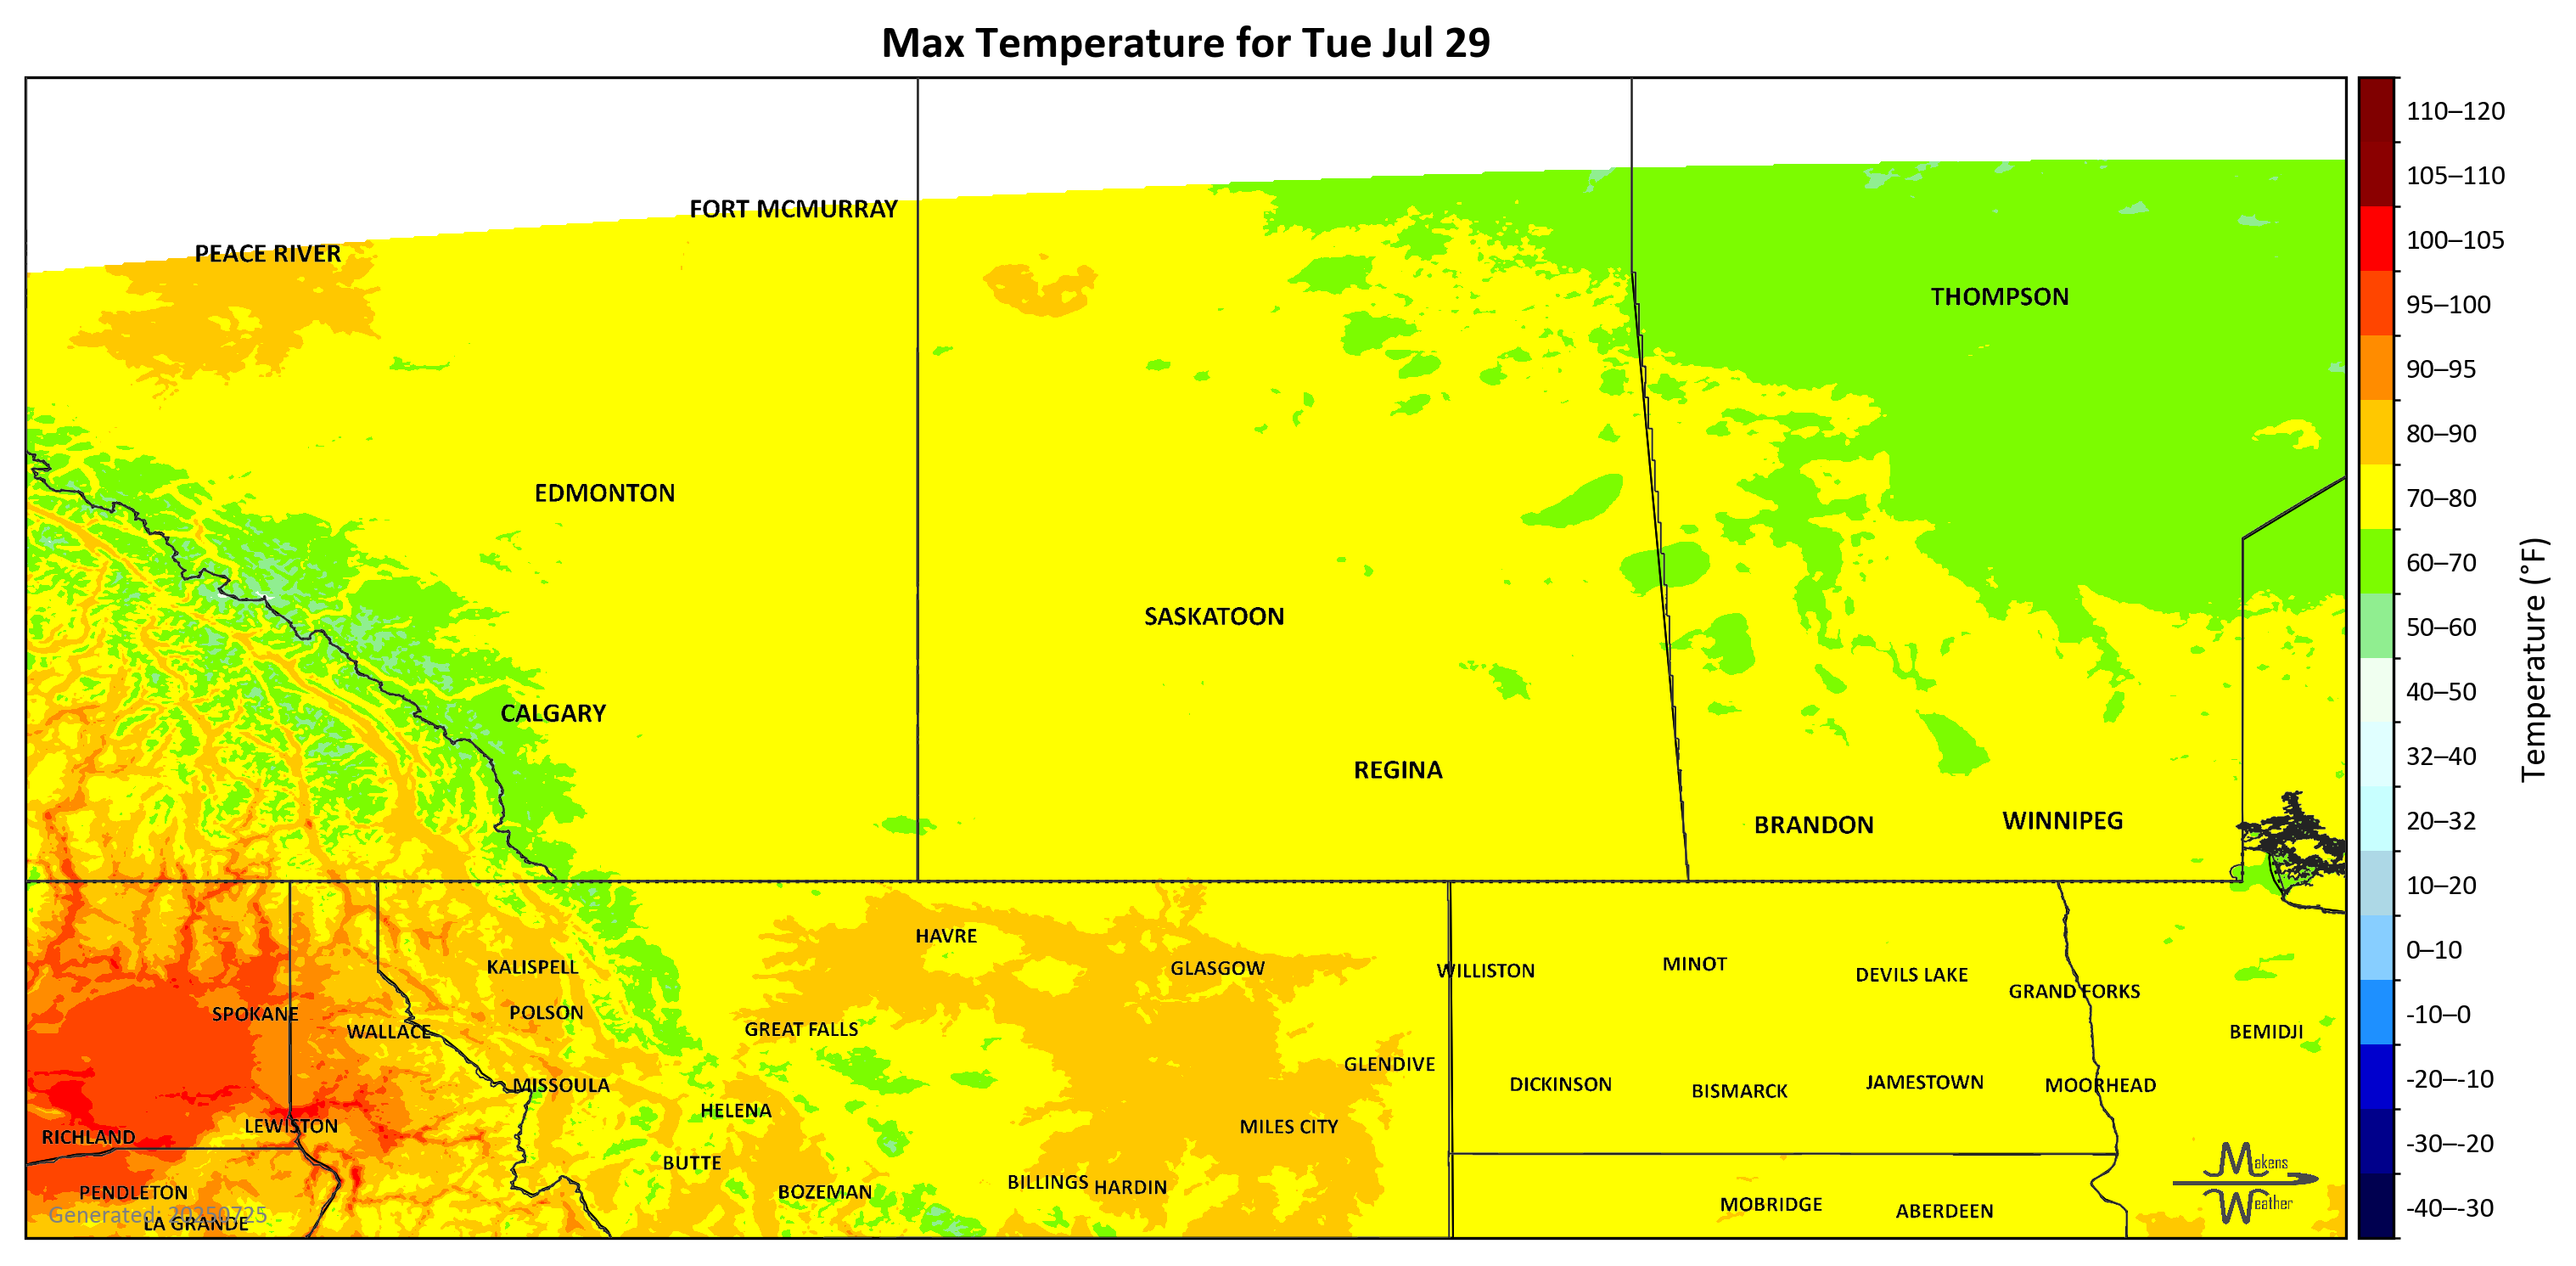 Max Temperature for Tue Jul 29
FORT MCMURRAY
PEACE RIVER
THOMPSON
EDMONTON
SASKATOON
CALGARY
REGINA
BRANDON
WINNIPEG
HAVRE
KALISPELL
GLASGOW
WILLISTON
MINOT
DEVILS LAKE
GRAND FORKS
SPOKANE
POLSON
WALLACE
GREAT FALLS
BEMIDJI
GLENDIVE
MISSOULA
DICKINSON
BISMARCK
JAMESTOWN
MOORHEAD
HELENA
LEWISTON
MILES CITY
RICHLAND
BUTTE
BILLINGS
HARDIN
PENDLETON
BOZEMAN
MOBRIDGE
ABERDEEN
Generated: 20250725
LA GRANDE
Makens
Weather
110–120
105–110
100–105
95–100
90–95
80–90
70–80
60–70
50–60
40–50
32–40
20–32
10–20
0–10
-10–0
-20–-10
-30–-20
-40–-30
Temperature (°F)